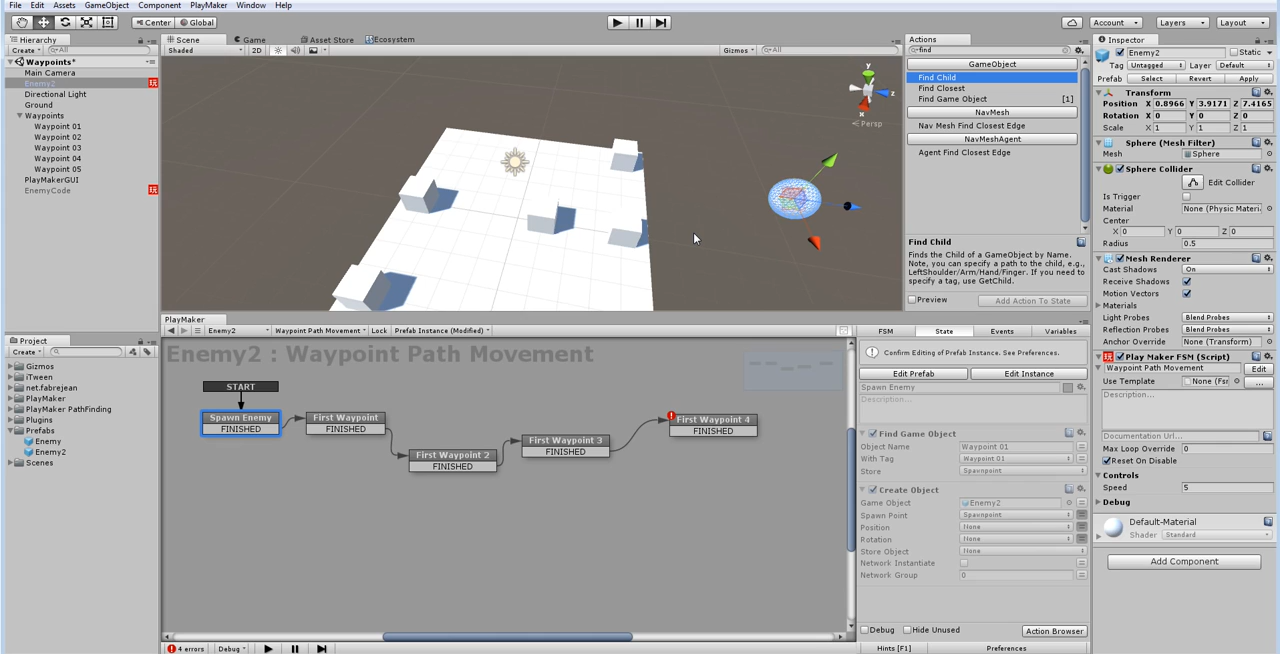 File Edit Assets GameObject Component PlayMaker Window Help
Center Global Account Layers Layout
Hierarchy
Create All
Waypoints*
Main Camera
Enemy2
Directional Light
Ground
Waypoints
Waypoint 01
Waypoint 02
Waypoint 03
Waypoint 04
Waypoint 05
PlayMakerGUI
EnemyCode
Project
Create
Gizmos
iTween
net.fabrejean
PlayMaker
PlayMaker PathFinding
Plugins
Prefabs
Enemy
Enemy2
Scenes
Scene Game Asset Store Ecosystem
Shaded 2D Gizmos All
y
z
x
Persp
PlayMaker
Enemy2 Waypoint Path Movement Lock Prefab Instance (Modified)
Enemy2 : Waypoint Path Movement
START
Spawn Enemy
FINISHED
First Waypoint
FINISHED
First Waypoint 2
FINISHED
First Waypoint 3
FINISHED
First Waypoint 4
FINISHED
4 errors Debug
Actions
find
GameObject
Find Child
Find Closest
Find Game Object [1]
NavMesh
Nav Mesh Find Closest Edge
NavMeshAgent
Agent Find Closest Edge
Find Child
Finds the Child of a GameObject by Name.
Note, you can specify a path to the child, e.g.,
LeftShoulder/Arm/Hand/Finger. If you need to
specify a tag, use GetChild.
Preview Add Action To State
FSM State Events Variables
Confirm Editing of Prefab Instance. See Preferences.
Edit Prefab Edit Instance
Spawn Enemy
Description...
Find Game Object
Object Name Waypoint 01
With Tag Waypoint 01
Store Spawnpoint
Create Object
Game Object Enemy2
Spawn Point Spawnpoint
Position None
Rotation None
Store Object None
Network Instantiate
Network Group 0
Debug Hide Unused Action Browser
Hints [F1] Preferences
Inspector
Enemy2 Static
Tag Untagged Layer Default
Prefab Select Revert Apply
Transform
Position X 0.8966 Y 3.9171 Z 7.4165
Rotation X 0 Y 0 Z 0
Scale X 1 Y 1 Z 1
Sphere (Mesh Filter)
Mesh Sphere
Sphere Collider
Edit Collider
Is Trigger
Material None (Physic Materi
Center
X 0 Y 0 Z 0
Radius 0.5
Mesh Renderer
Cast Shadows On
Receive Shadows
Motion Vectors
Materials
Light Probes Blend Probes
Reflection Probes Blend Probes
Anchor Override None (Transform)
Play Maker FSM (Script)
Waypoint Path Movement Edit
Use Template None (Fsm ...
Description...
Documentation Url...
Max Loop Override 0
Reset On Disable
Controls
Speed 5
Debug
Default-Material
Shader Standard
Add Component